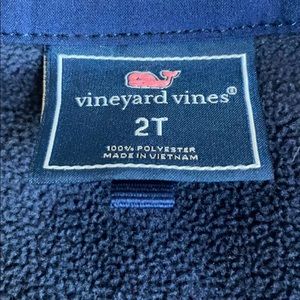 vineyard vines®
2T
100% POLYESTER
MADE IN VIETNAM